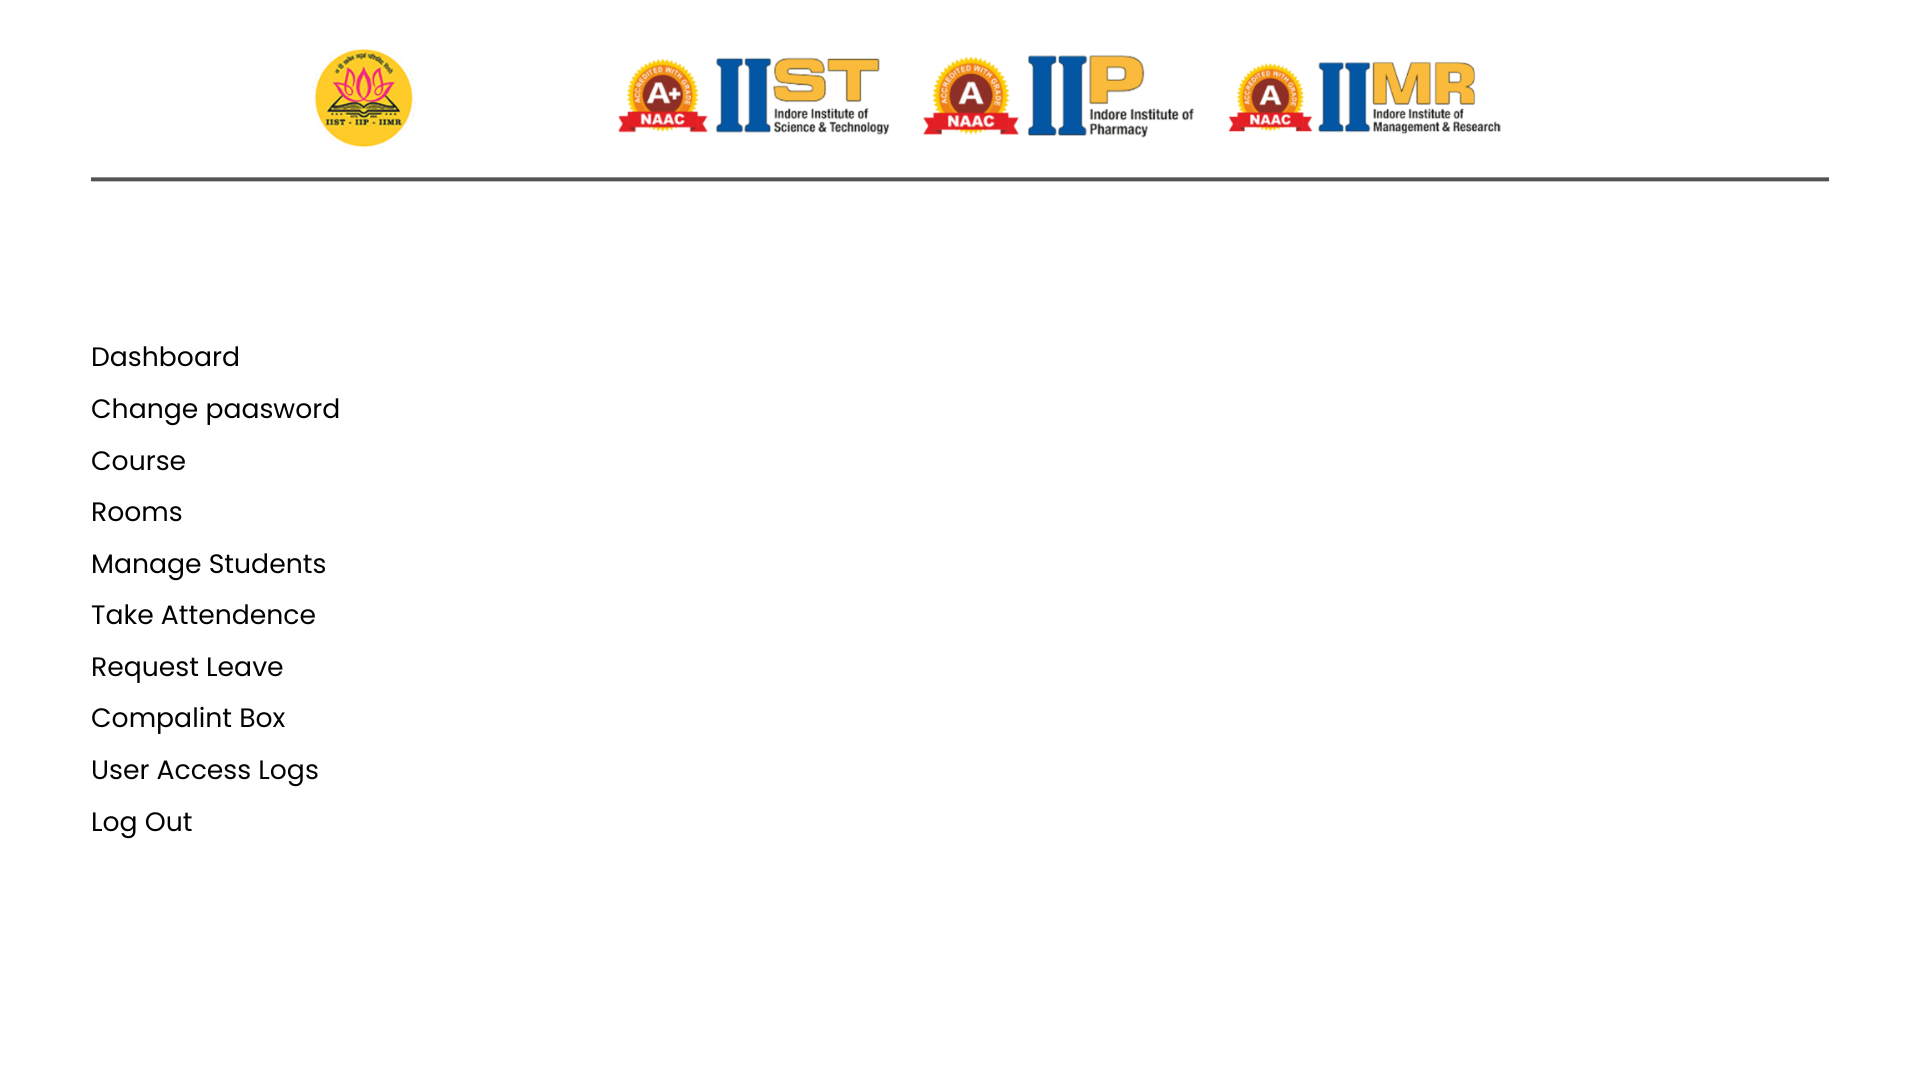 IIST - IIP - IIMR
ACCREDITED WITH GRADE
A+
NAAC
IIST
Indore Institute of
Science & Technology
ACCREDITED WITH GRADE
A
NAAC
IIP
Indore Institute of
Pharmacy
ACCREDITED WITH GRADE
A
NAAC
IIMR
Indore Institute of
Management & Research
Dashboard
Change paasword
Course
Rooms
Manage Students
Take Attendence
Request Leave
Compalint Box
User Access Logs
Log Out